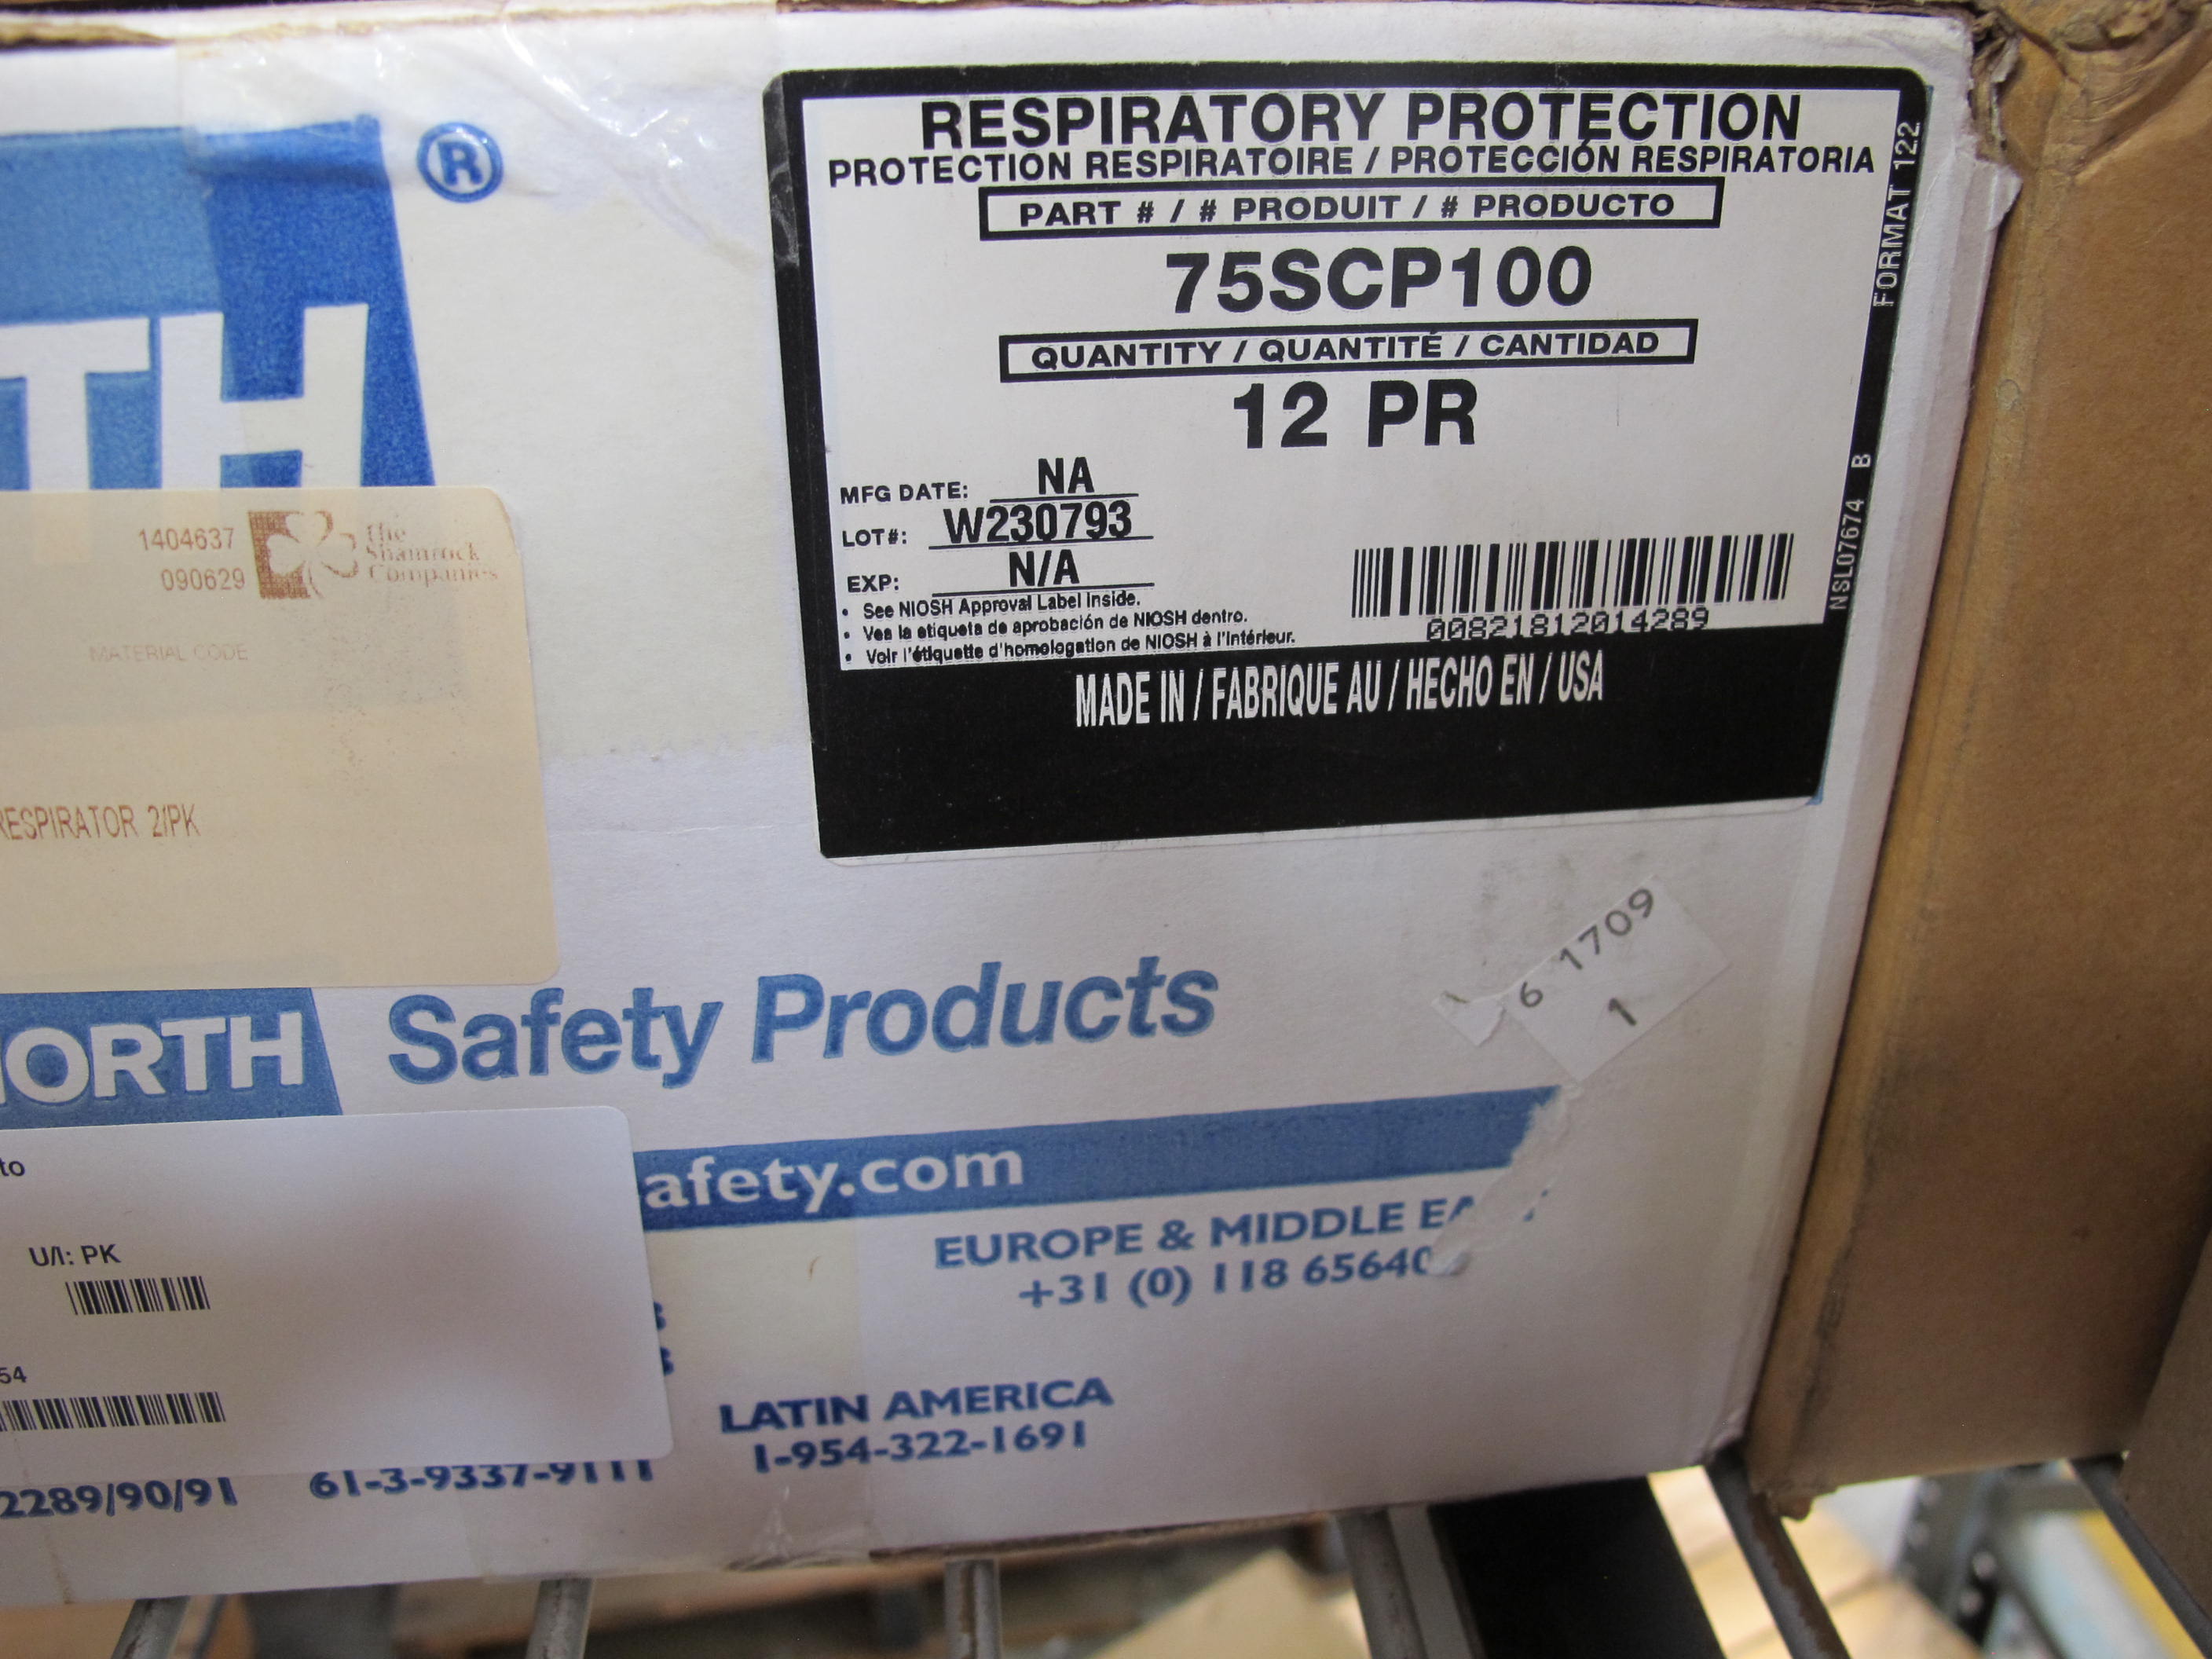 RESPIRATORY PROTECTION
PROTECTION RESPIRATOIRE / PROTECCIÓN RESPIRATORIA
PART # / # PRODUIT / # PRODUCTO
75SCP100
QUANTITY / QUANTITÉ / CANTIDAD
12 PR
MFG DATE: NA
LOT#: W230793
EXP: N/A
• See NIOSH Approval Label Inside.
• Vea la etiqueta de aprobación de NIOSH dentro.
• Voir l'étiquette d'homologation de NIOSH à l'intérieur.
00821812014289
MADE IN / FABRIQUE AU / HECHO EN / USA
FORMAT 122
NSL07674 B
®
TH
1404637
090629
The
Shamrock
Companies
MATERIAL CODE
RESPIRATOR 2/PK
ORTH Safety Products
6 1709
1
afety.com
to
U/I: PK
54
EUROPE & MIDDLE EA
+31 (0) 118 65640
LATIN AMERICA
1-954-322-1691
2289/90/91 61-3-9337-9111